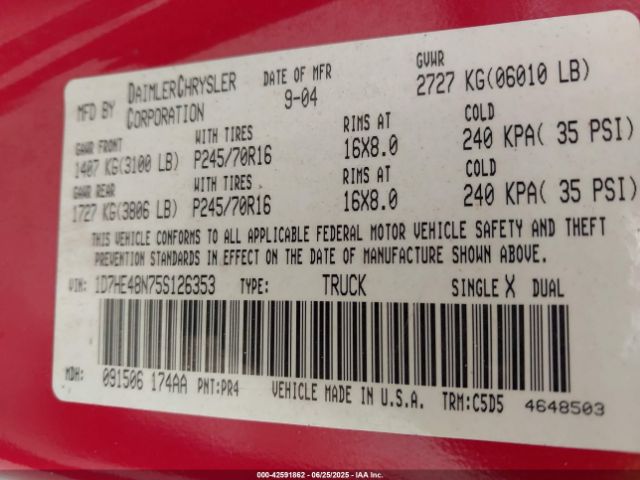 MFD BY DAIMLERCHRYSLER CORPORATION DATE OF MFR 9-04 GVWR 2727 KG(06010 LB)
GAWR FRONT WITH TIRES RIMS AT COLD
1407 KG(3100 LB) P245/70R16 16X8.0 240 KPA( 35 PSI)
GAWR REAR WITH TIRES RIMS AT COLD
1727 KG(3806 LB) P245/70R16 16X8.0 240 KPA( 35 PSI)
THIS VEHICLE CONFORMS TO ALL APPLICABLE FEDERAL MOTOR VEHICLE SAFETY AND THEFT
PREVENTION STANDARDS IN EFFECT ON THE DATE OF MANUFACTURE SHOWN ABOVE.
VIN: 1D7HE48N75S126353 TYPE: TRUCK SINGLE X DUAL
MDH: 091506 174AA PNT:PR4 VEHICLE MADE IN U.S.A. TRM:C5D5 4648503
000-42591862 | 06/25/2025 - IAA Inc.